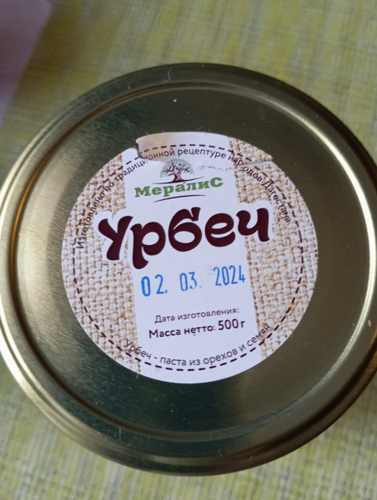 Изготовлено по традиционной рецептуре народов Дагестана
МералиС
Урбеч
02. 03. 2024
Дата изготовления:
Масса нетто: 500 г
Урбеч - паста из орехов и семян